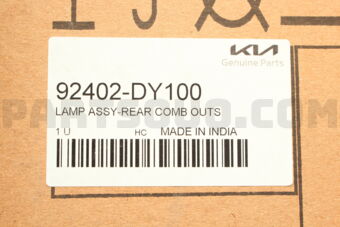 KIA
Genuine Parts
92402-DY100
LAMP ASSY-REAR COMB OUTS
1 U HC MADE IN INDIA